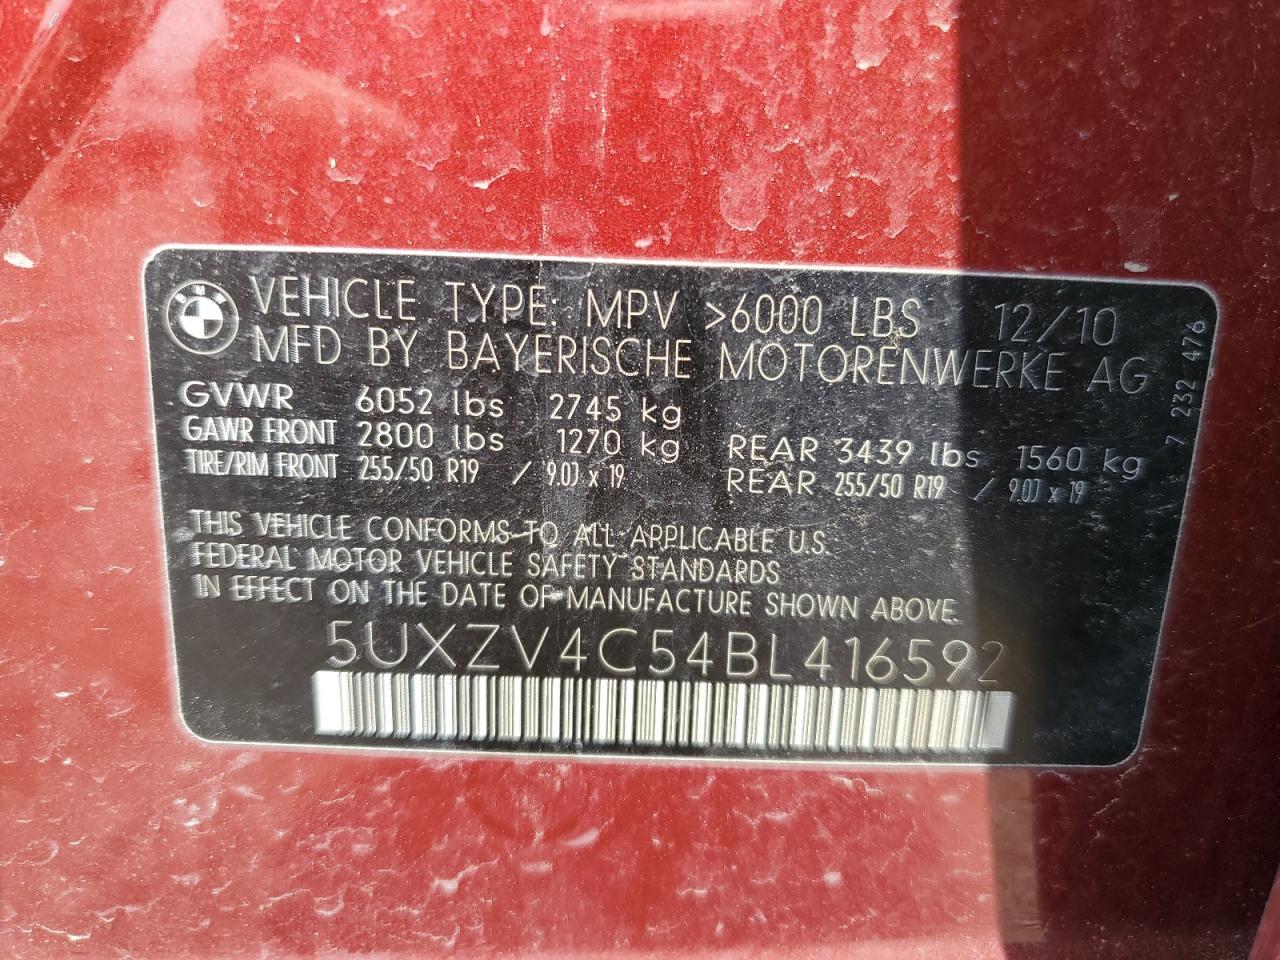 BMW
VEHICLE TYPE: MPV >6000 LBS 12/10
MFD BY BAYERISCHE MOTORENWERKE AG
GVWR 6052 lbs 2745 kg
GAWR FRONT 2800 lbs 1270 kg REAR 3439 lbs 1560 kg
TIRE/RIM FRONT 255/50 R19 / 9.0J x 19 REAR 255/50 R19 / 9.0J x 19
THIS VEHICLE CONFORMS TO ALL APPLICABLE U.S.
FEDERAL MOTOR VEHICLE SAFETY STANDARDS
IN EFFECT ON THE DATE OF MANUFACTURE SHOWN ABOVE.
5UXZV4C54BL416592
7 232 476